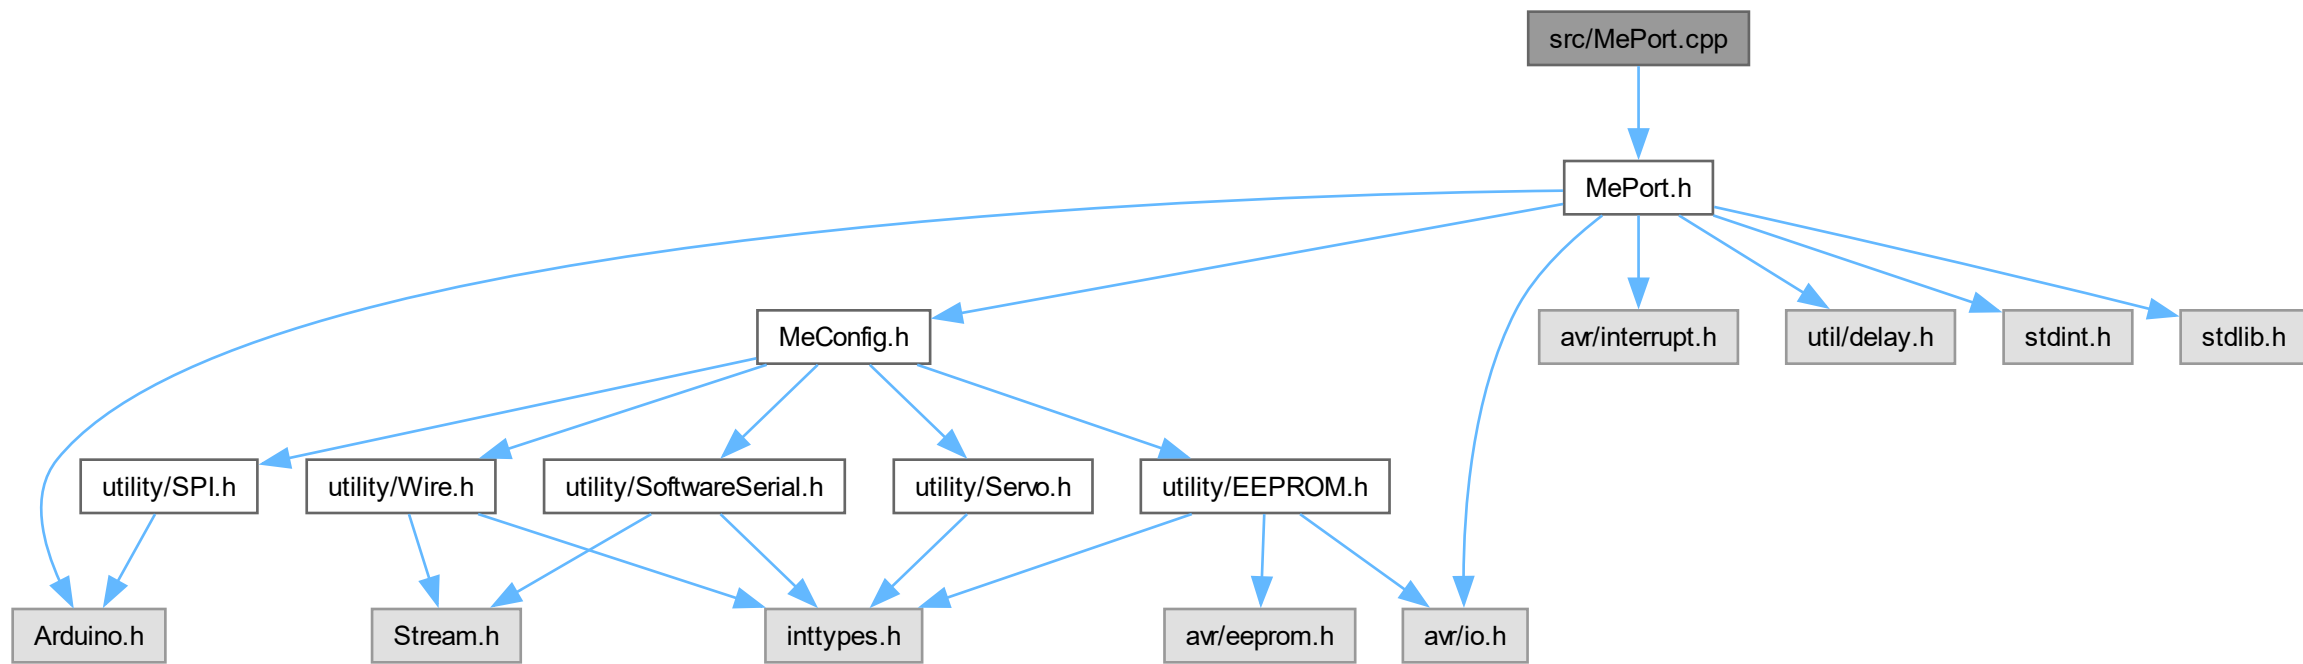 src/MePort.cpp
MePort.h
MeConfig.h
avr/interrupt.h
util/delay.h
stdint.h
stdlib.h
utility/SPI.h
utility/Wire.h
utility/SoftwareSerial.h
utility/Servo.h
utility/EEPROM.h
Arduino.h
Stream.h
inttypes.h
avr/eeprom.h
avr/io.h